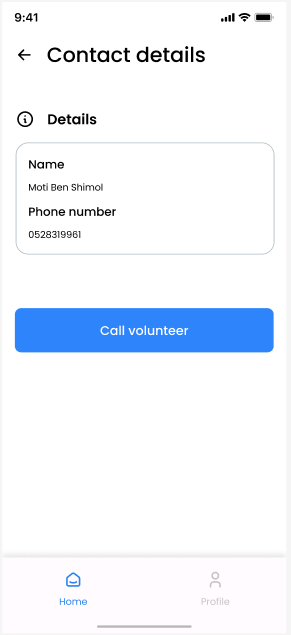 9:41
Contact details
Details
Name
Moti Ben Shimol
Phone number
0528319961
Call volunteer
Home
Profile